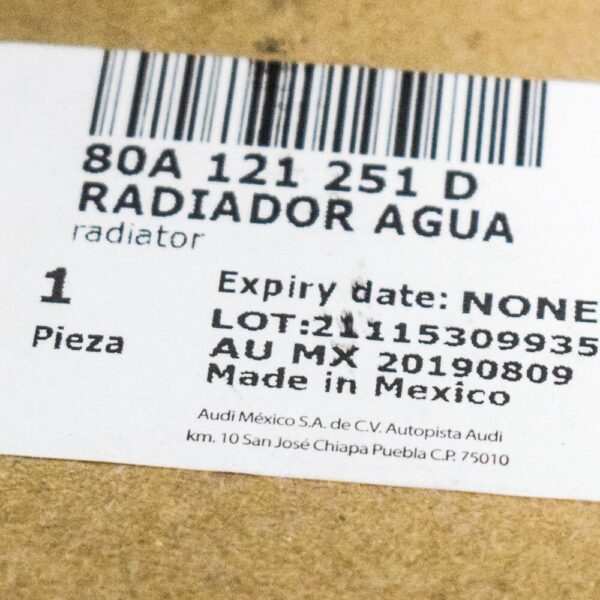 80A 121 251 D
RADIADOR AGUA
radiator
1
Pieza
Expiry date: NONE
LOT:21115309935
AU MX 20190809
Made in Mexico
Audi México S.A. de C.V. Autopista Audi
km. 10 San José Chiapa Puebla C.P. 75010